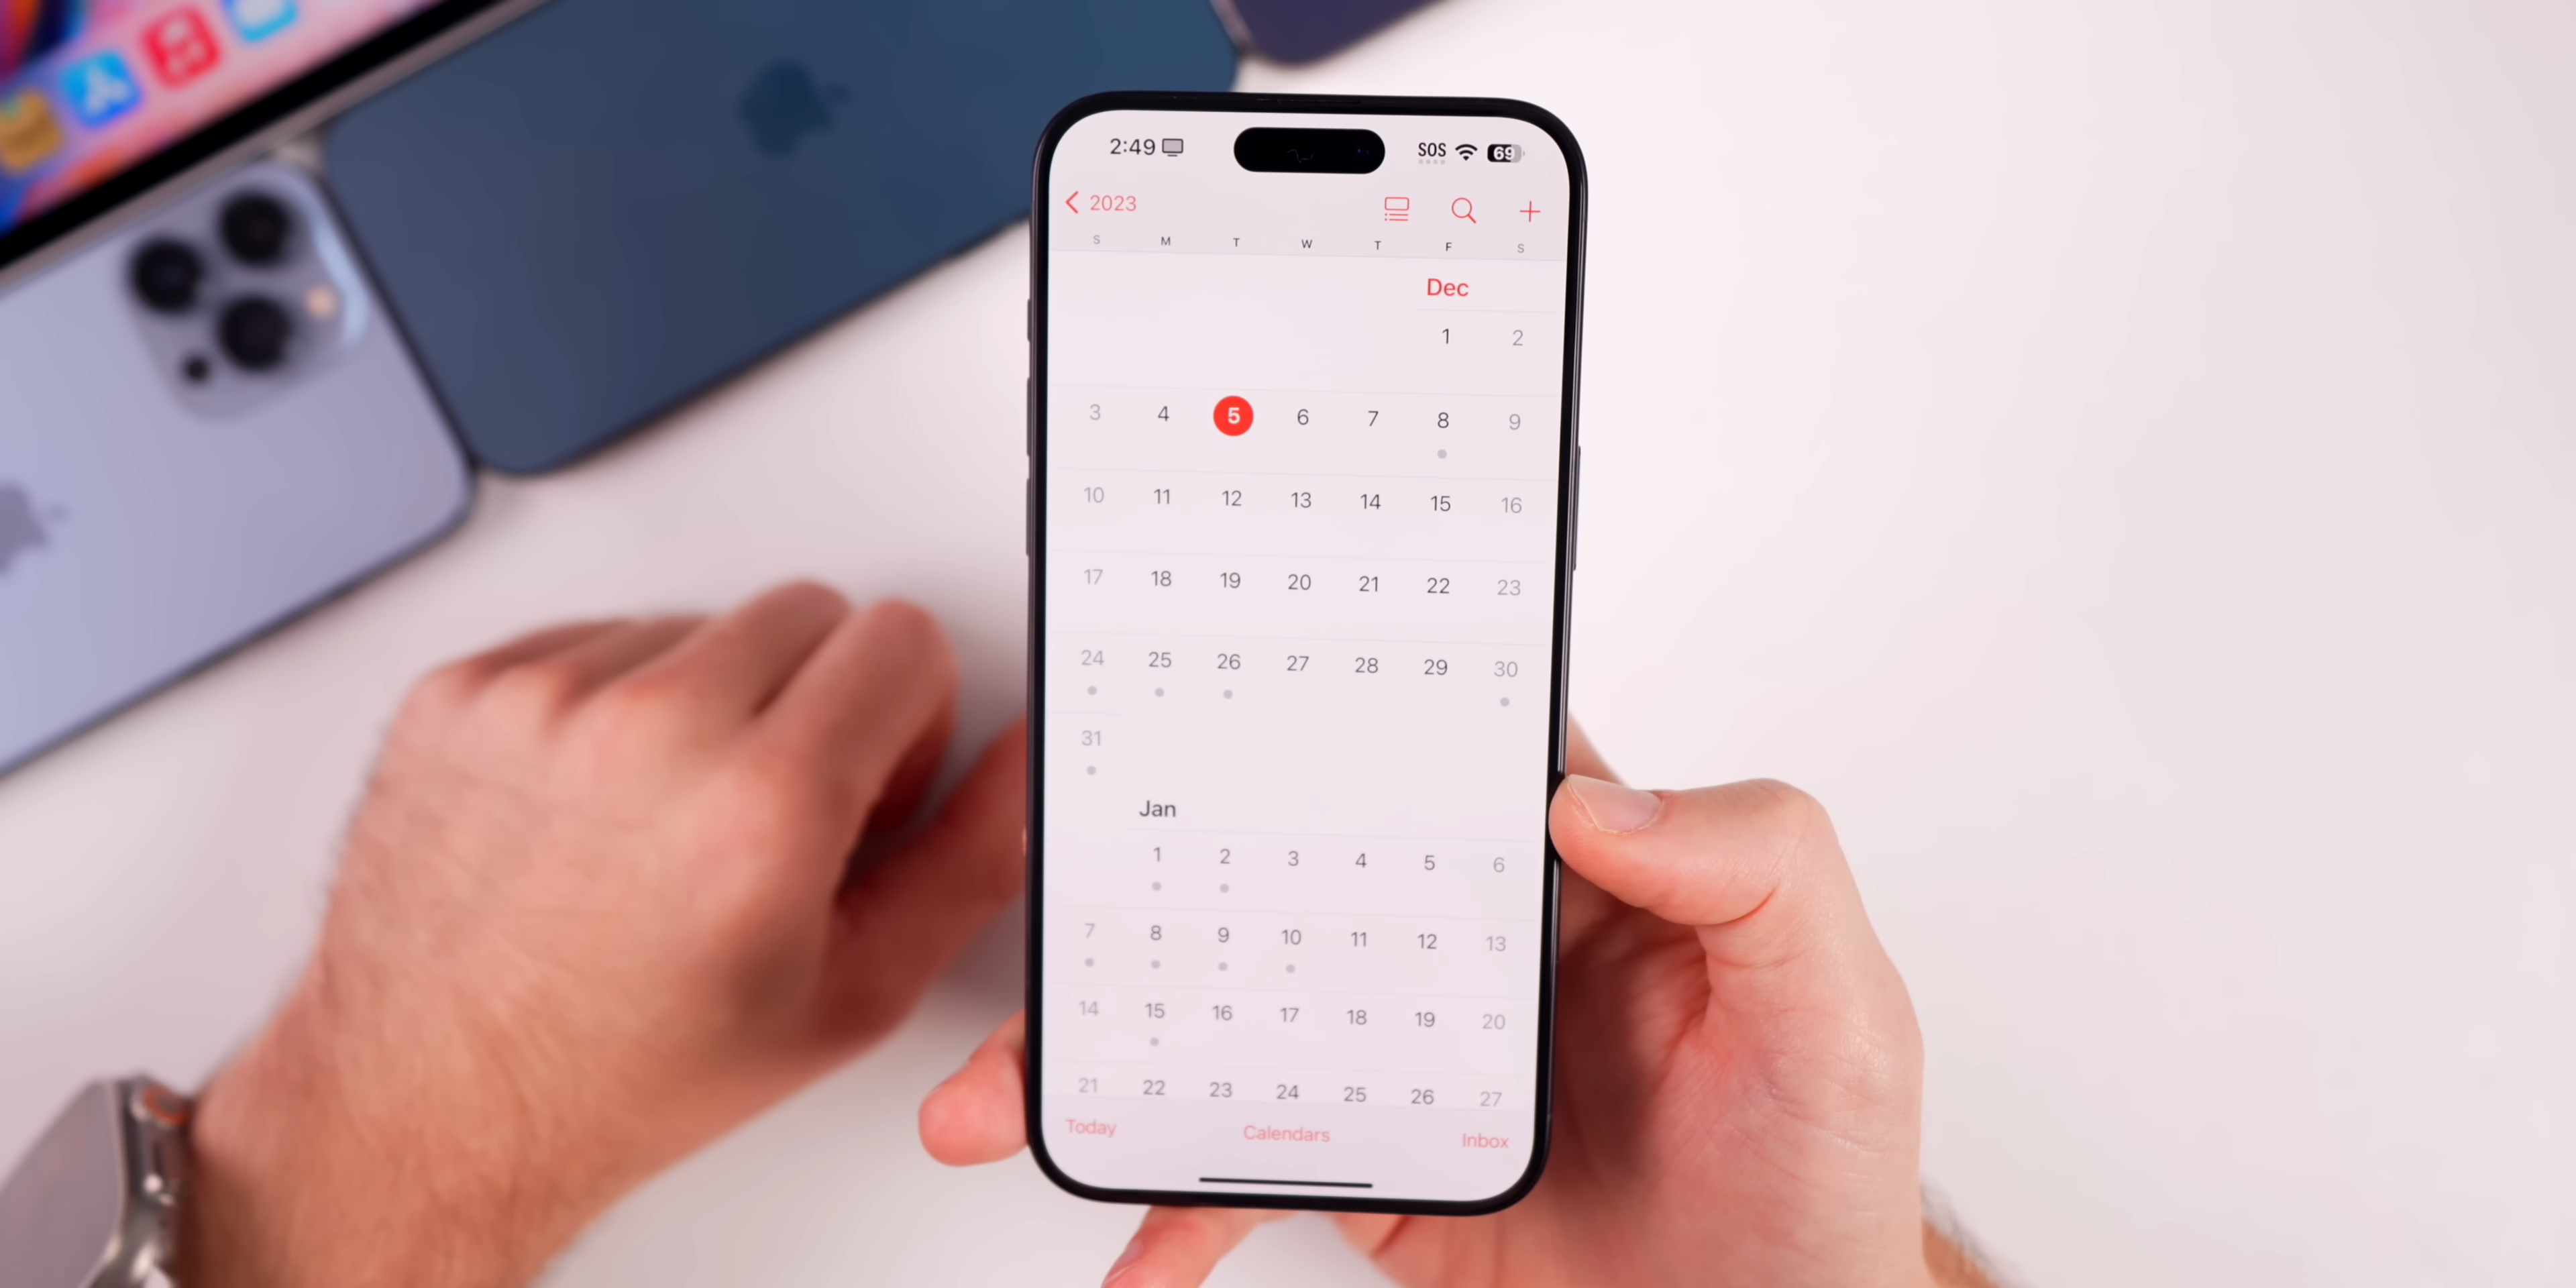 2:49 SOS 69
2023
S M T W T F S
Dec
1 2
3 4 5 6 7 8 9
10 11 12 13 14 15 16
17 18 19 20 21 22 23
24 25 26 27 28 29 30
31
Jan
1 2 3 4 5 6
7 8 9 10 11 12 13
14 15 16 17 18 19 20
21 22 23 24 25 26 27
Today Calendars Inbox